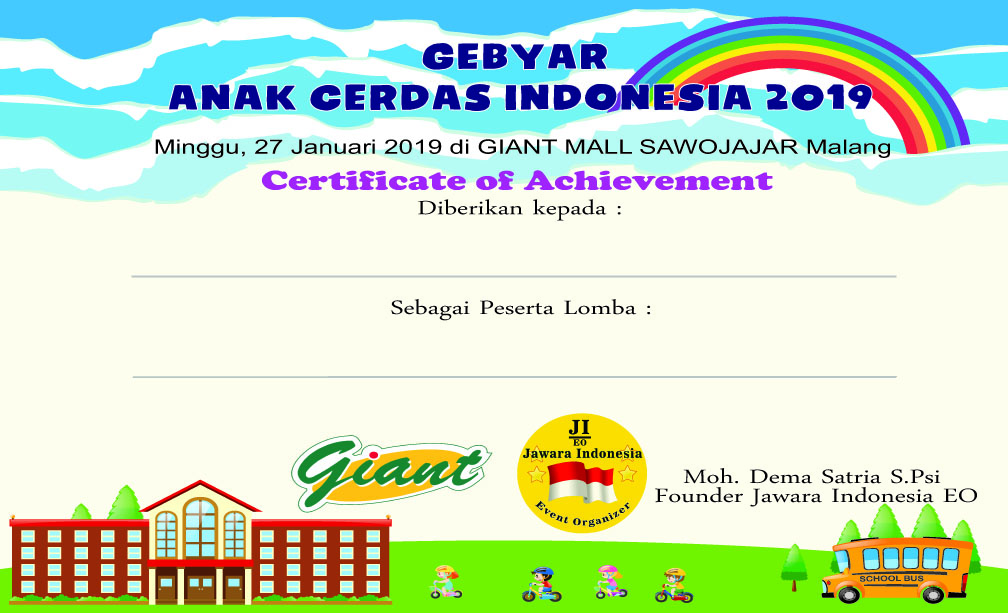 GEBYAR
ANAK CERDAS INDONESIA 2019
Minggu, 27 Januari 2019 di GIANT MALL SAWOJAJAR Malang
Certificate of Achievement
Diberikan kepada :
Sebagai Peserta Lomba :
Giant
JI
EO
Jawara Indonesia
Event Organizer
Moh. Dema Satria S.Psi
Founder Jawara Indonesia EO
SCHOOL BUS